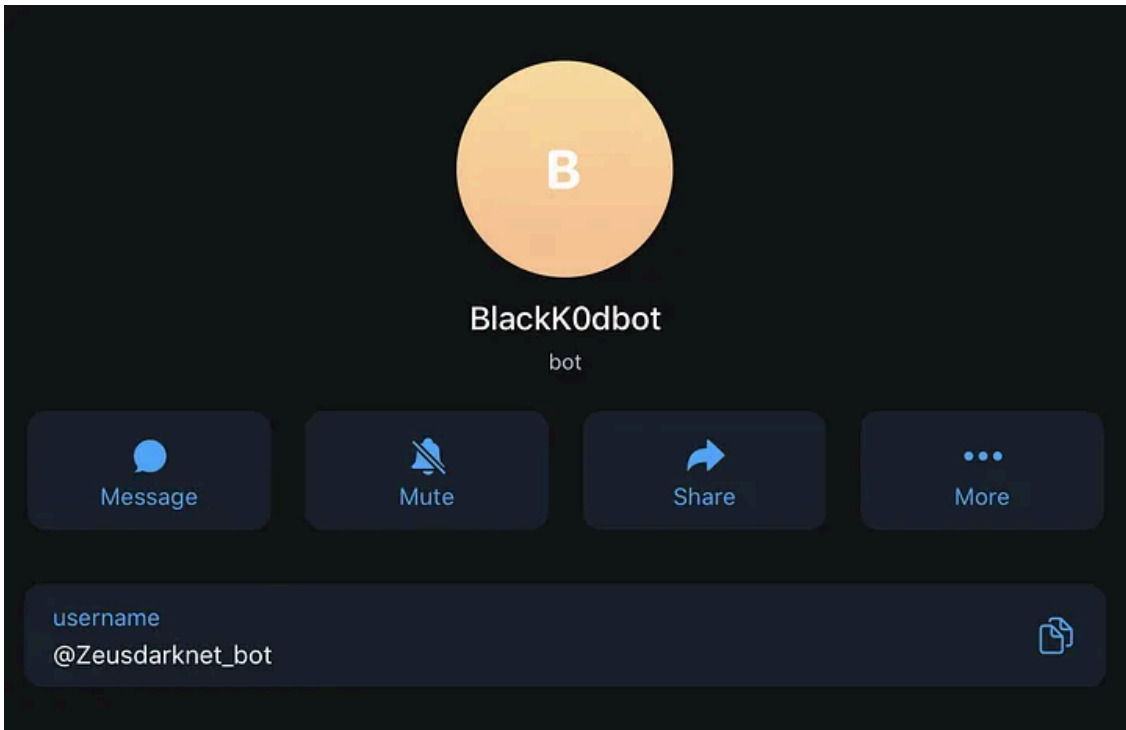 B
BlackK0dbot
bot
Message
Mute
Share
More
username
@Zeusdarknet_bot